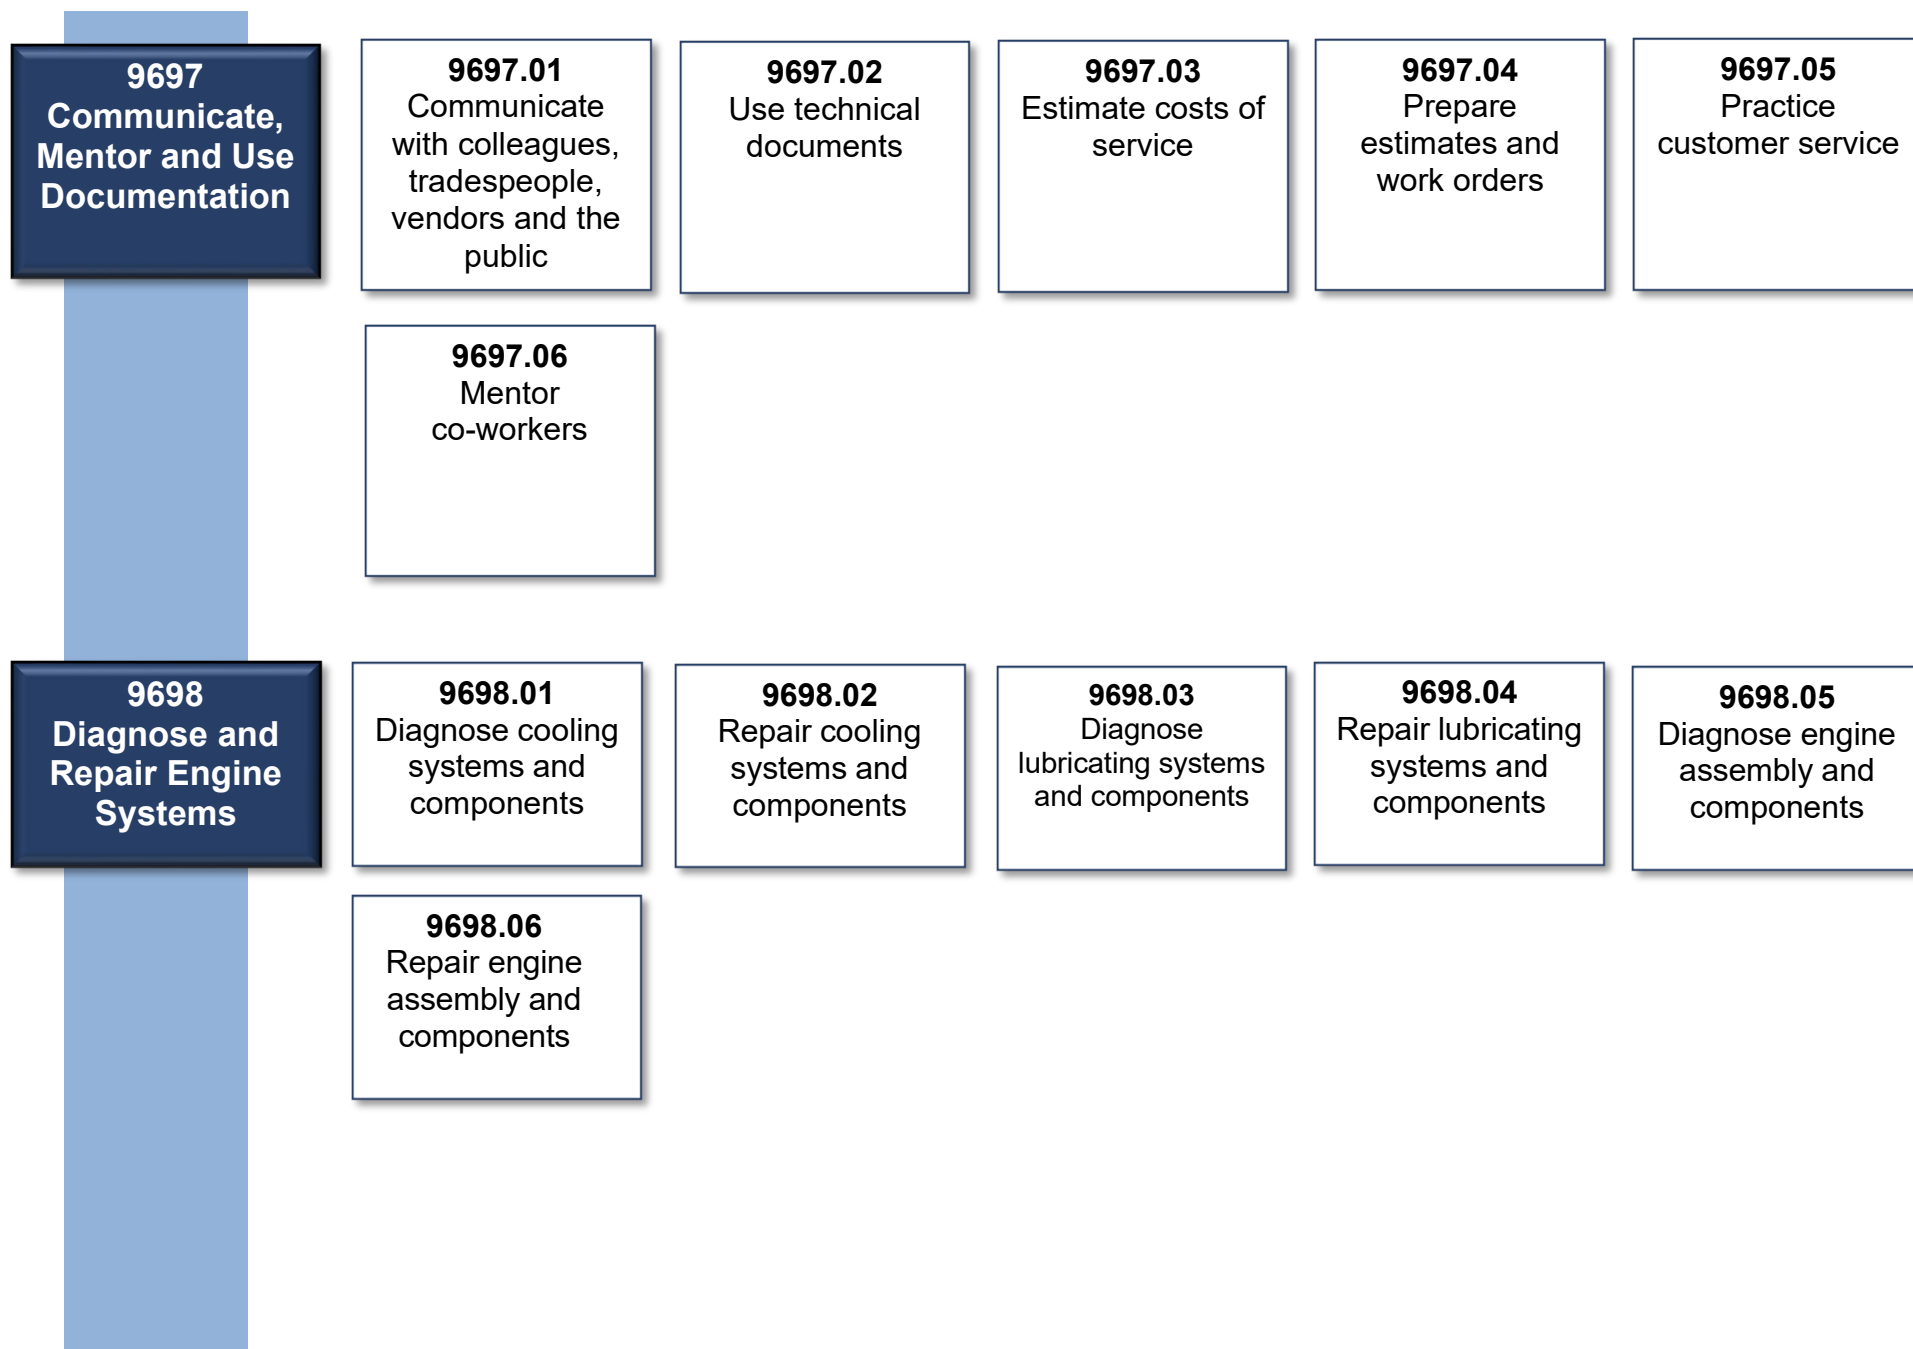 9697
Communicate,
Mentor and Use
Documentation
9697.01
Communicate
with colleagues,
tradespeople,
vendors and the
public
9697.02
Use technical
documents
9697.03
Estimate costs of
service
9697.04
Prepare
estimates and
work orders
9697.05
Practice
customer service
9697.06
Mentor
co-workers
9698
Diagnose and
Repair Engine
Systems
9698.01
Diagnose cooling
systems and
components
9698.02
Repair cooling
systems and
components
9698.03
Diagnose
lubricating systems
and components
9698.04
Repair lubricating
systems and
components
9698.05
Diagnose engine
assembly and
components
9698.06
Repair engine
assembly and
components